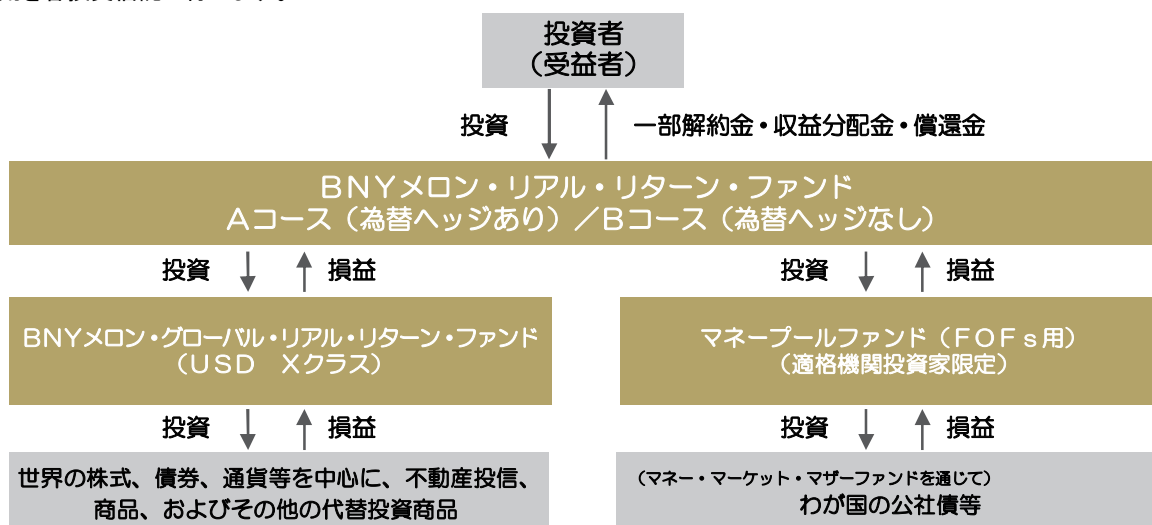 投資者
(受益者)
投資
一部解約金・収益分配金・償還金
BNYメロン・リアル・リターン・ファンド
Aコース(為替ヘッジあり)/Bコース(為替ヘッジなし)
投資 損益
投資 損益
BNYメロン・グローバル・リアル・リターン・ファンド
(USD Xクラス)
マネープールファンド(FOFs用)
(適格機関投資家限定)
投資 損益
投資 損益
世界の株式、債券、通貨等を中心に、不動産投信、
商品、およびその他の代替投資商品
(マネー・マーケット・マザーファンドを通じて)
わが国の公社債等